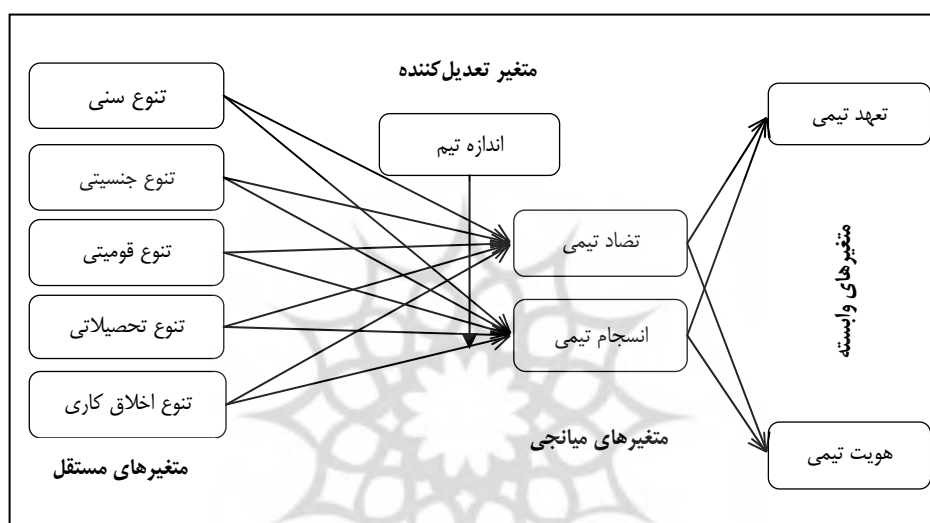 متغیر تعدیل‌کننده
تنوع سنی
تعهد تیمی
اندازه تیم
تنوع جنسیتی
تضاد تیمی
تنوع قومیتی
متغیرهای وابسته
تنوع تحصیلاتی
انسجام تیمی
تنوع اخلاق کاری
متغیرهای میانجی
هویت تیمی
متغیرهای مستقل